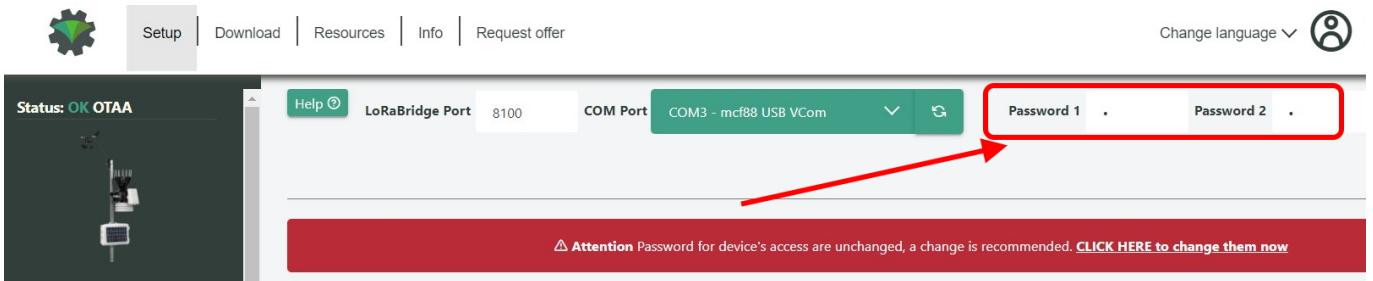 Setup Download Resources Info Request offer Change language
Status: OK OTAA
Help LoRaBridge Port 8100 COM Port COM3 - mcf88 USB VCom Password 1 . Password 2 .
Attention Password for device's access are unchanged, a change is recommended. CLICK HERE to change them now